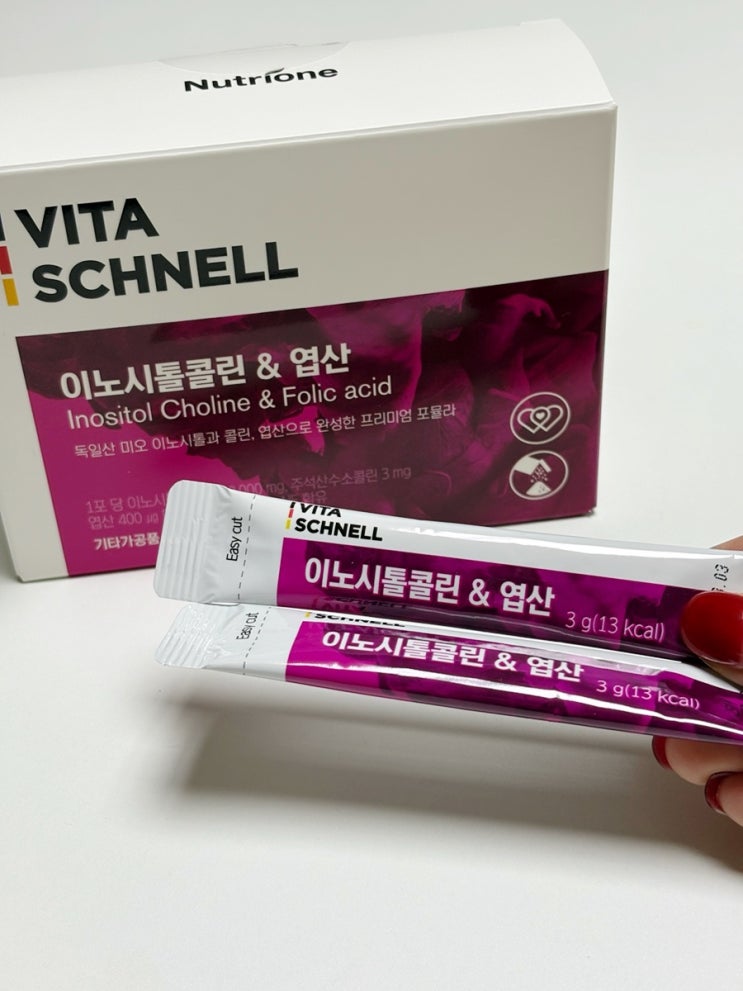 Nutrione
VITA
SCHNELL
이노시톨콜린 & 엽산
Inositol Choline & Folic acid
독일산 미오 이노시톨과 콜린, 엽산으로 완성한 프리미엄 포뮬라
1포 당 이노시 000 mg, 주석산수소콜린 3 mg
엽산 400 ㎍ 함유
기타가공품
Easy cut
VITA
SCHNELL
이노시톨콜린 & 엽산
3 g(13 kcal)
Easy cut
SCHNELL
이노시톨콜린 & 엽산
3 g(13 kcal)